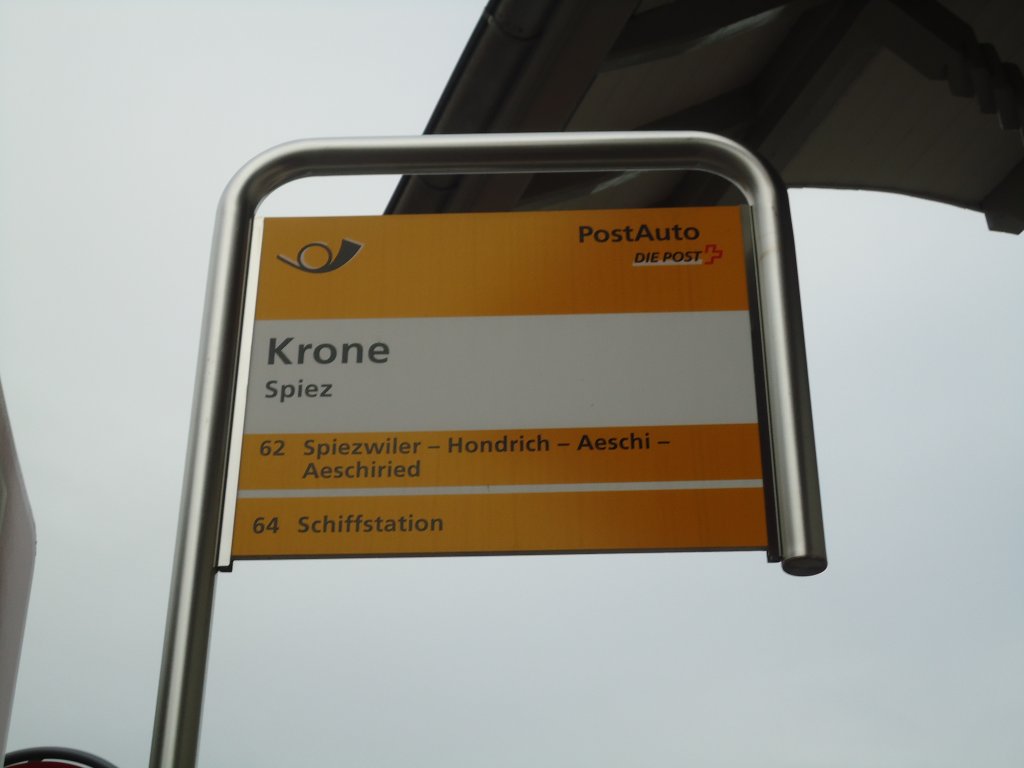 PostAuto
DIE POST
Krone
Spiez
62 Spiezwiler – Hondrich – Aeschi –
Aeschiried
64 Schiffstation